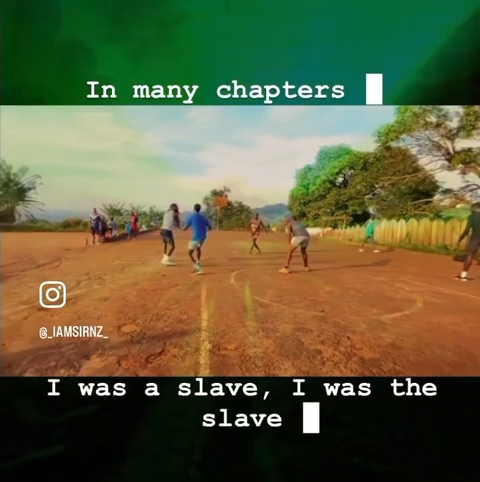 In many chapters
@_IAMSIRNZ_
I was a slave, I was the
slave